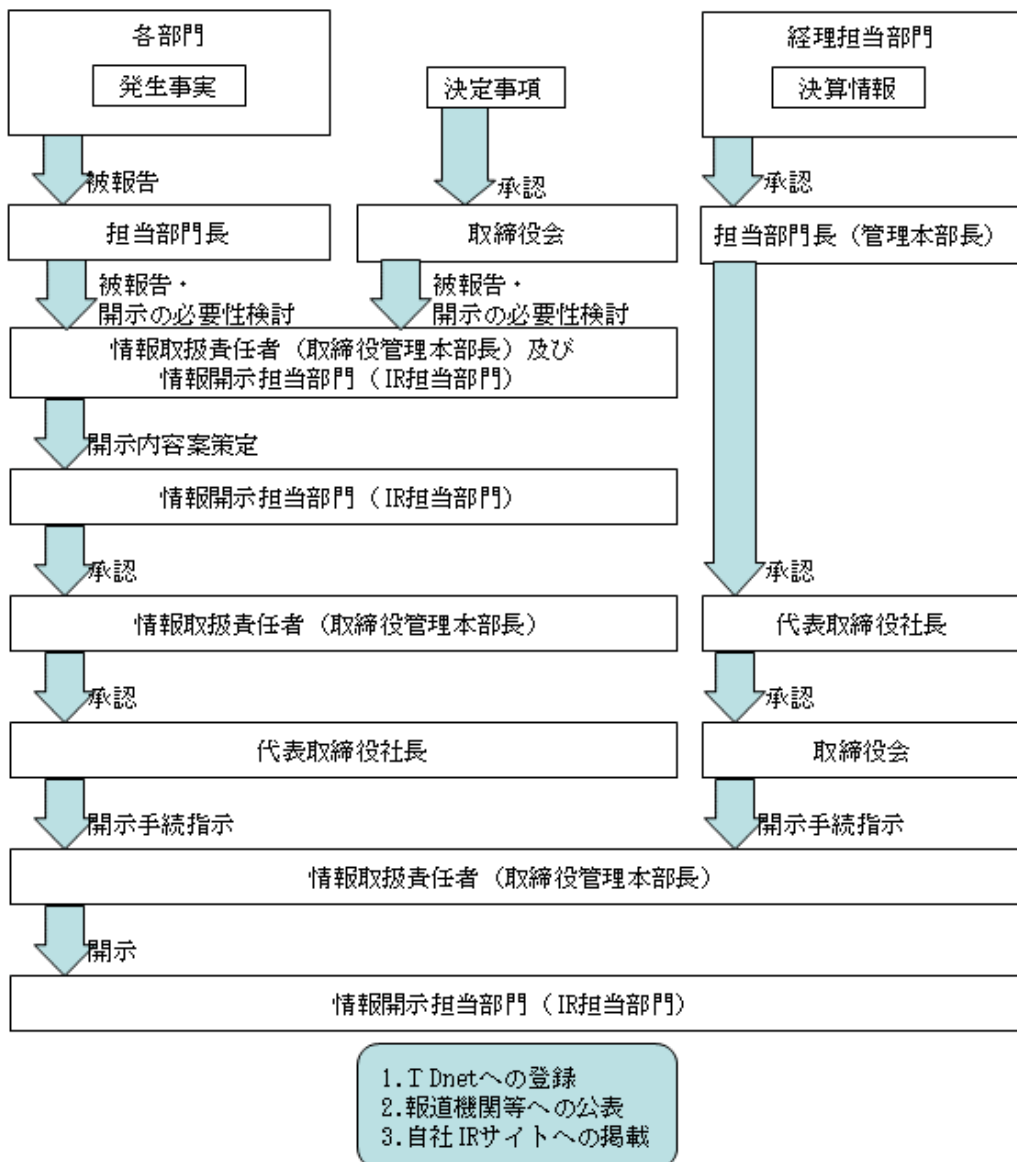 各部門
発生事実
決定事項
経理担当部門
決算情報
被報告
承認
承認
担当部門長
取締役会
担当部門長（管理本部長）
被報告・
開示の必要性検討
被報告・
開示の必要性検討
情報取扱責任者（取締役管理本部長）及び
情報開示担当部門（IR担当部門）
開示内容案策定
情報開示担当部門（IR担当部門）
承認
承認
情報取扱責任者（取締役管理本部長）
代表取締役社長
承認
承認
代表取締役社長
取締役会
開示手続指示
開示手続指示
情報取扱責任者（取締役管理本部長）
開示
情報開示担当部門（IR担当部門）
1.TDnetへの登録
2.報道機関等への公表
3.自社IRサイトへの掲載